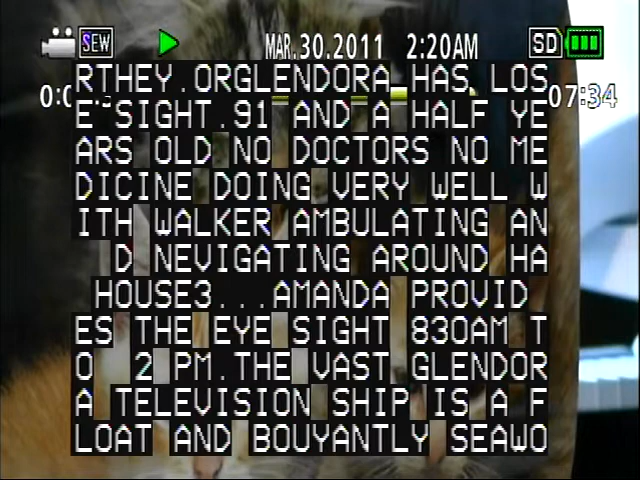 SEW MAR.30.2011 2:20AM SD
RTHEY.ORGLENDORA HAS LOS
07:34
E SIGHT.91 AND A HALF YE
ARS OLD NO DOCTORS NO ME
DICINE DOING VERY WELL W
ITH WALKER AMBULATING AN
D NEVIGATING AROUND HA
HOUSE3...AMANDA PROVID
ES THE EYE SIGHT 830AM T
O 2 PM.THE VAST GLENDOR
A TELEVISION SHIP IS A F
LOAT AND BOUYANTLY SEAWO